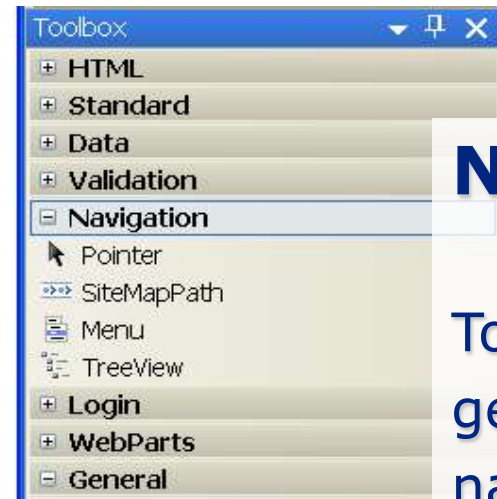 Toolbox
HTML
Standard
Data
Validation
Navigation
Pointer
SiteMapPath
Menu
TreeView
Login
WebParts
General